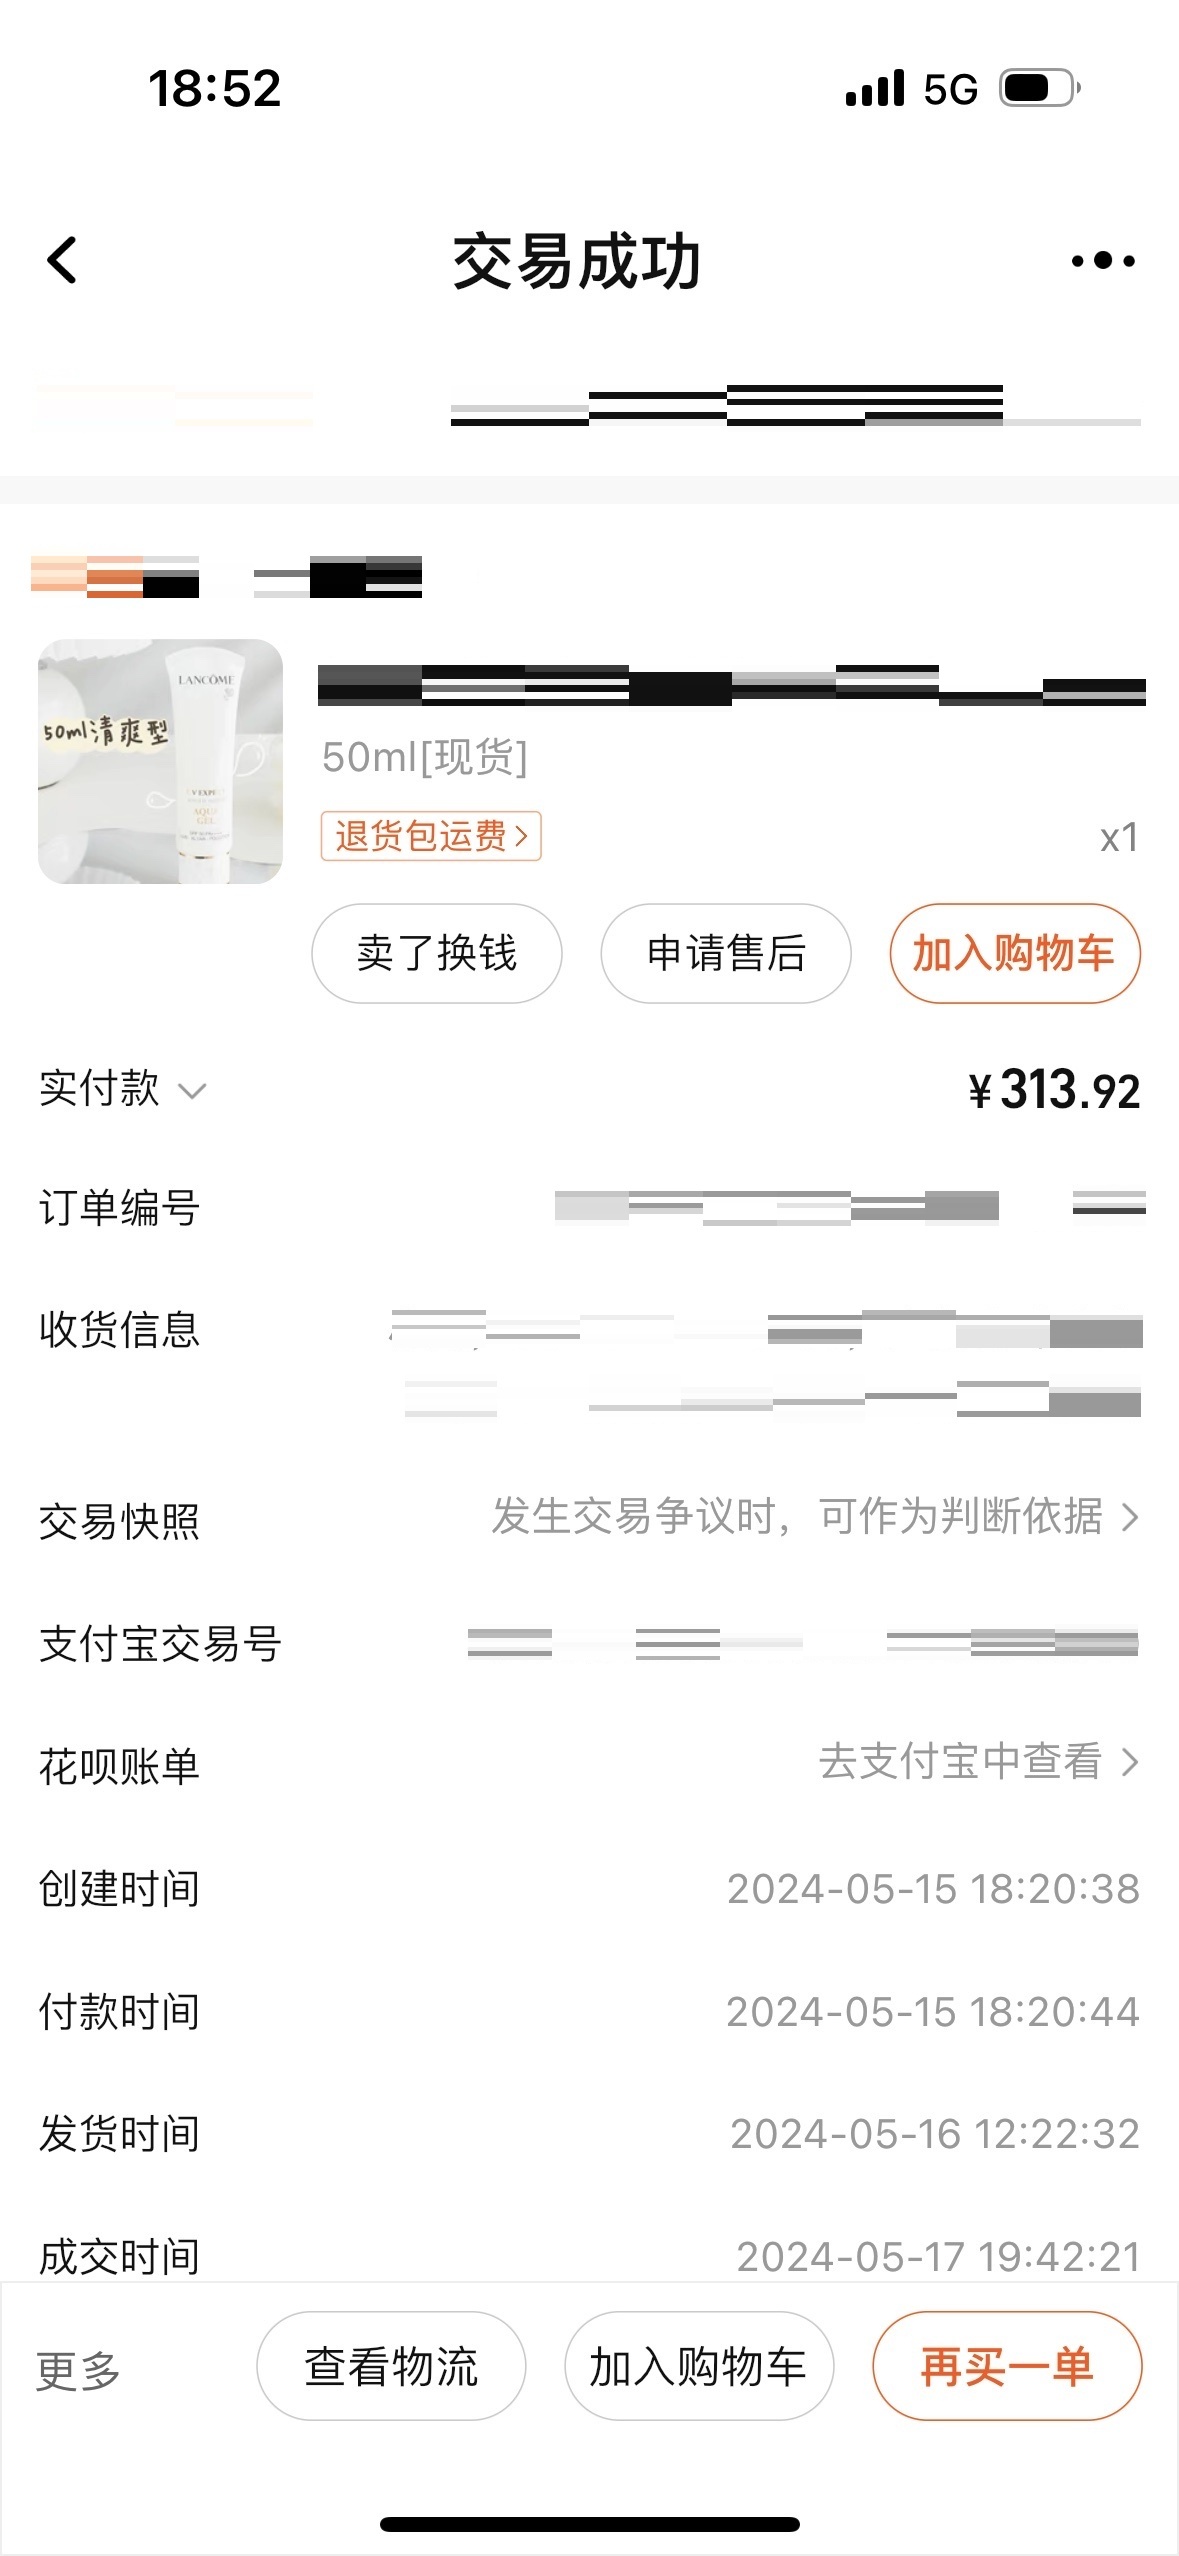 18:52
5G
交易成功
LANCÔME
50ml清爽型
AQUA
GEL
50ml[现货]
退货包运费
x1
卖了换钱
申请售后
加入购物车
实付款
¥313.92
订单编号
收货信息
交易快照
发生交易争议时，可作为判断依据
支付宝交易号
花呗账单
去支付宝中查看
创建时间
2024-05-15 18:20:38
付款时间
2024-05-15 18:20:44
发货时间
2024-05-16 12:22:32
成交时间
2024-05-17 19:42:21
更多
查看物流
加入购物车
再买一单